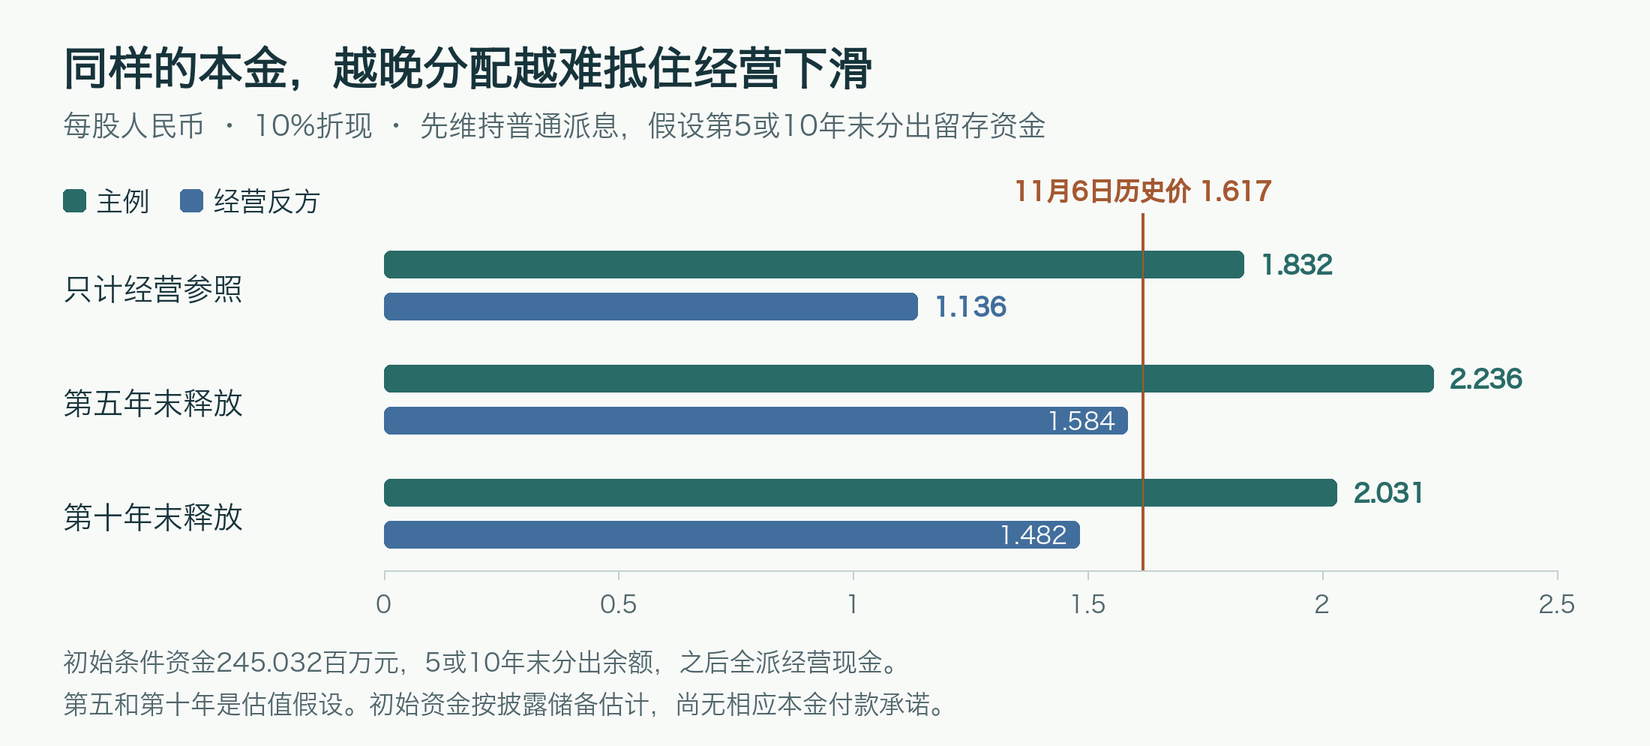 同样的本金，越晚分配越难抵住经营下滑
每股人民币 · 10%折现 · 先维持普通派息，假设第5或10年末分出留存资金
主例 经营反方
11月6日历史价 1.617
只计经营参照
1.832
1.136
第五年末释放
2.236
1.584
第十年末释放
2.031
1.482
0 0.5 1 1.5 2 2.5
初始条件资金245.032百万元，5或10年末分出余额，之后全派经营现金。
第五和第十年是估值假设。初始资金按披露储备估计，尚无相应本金付款承诺。